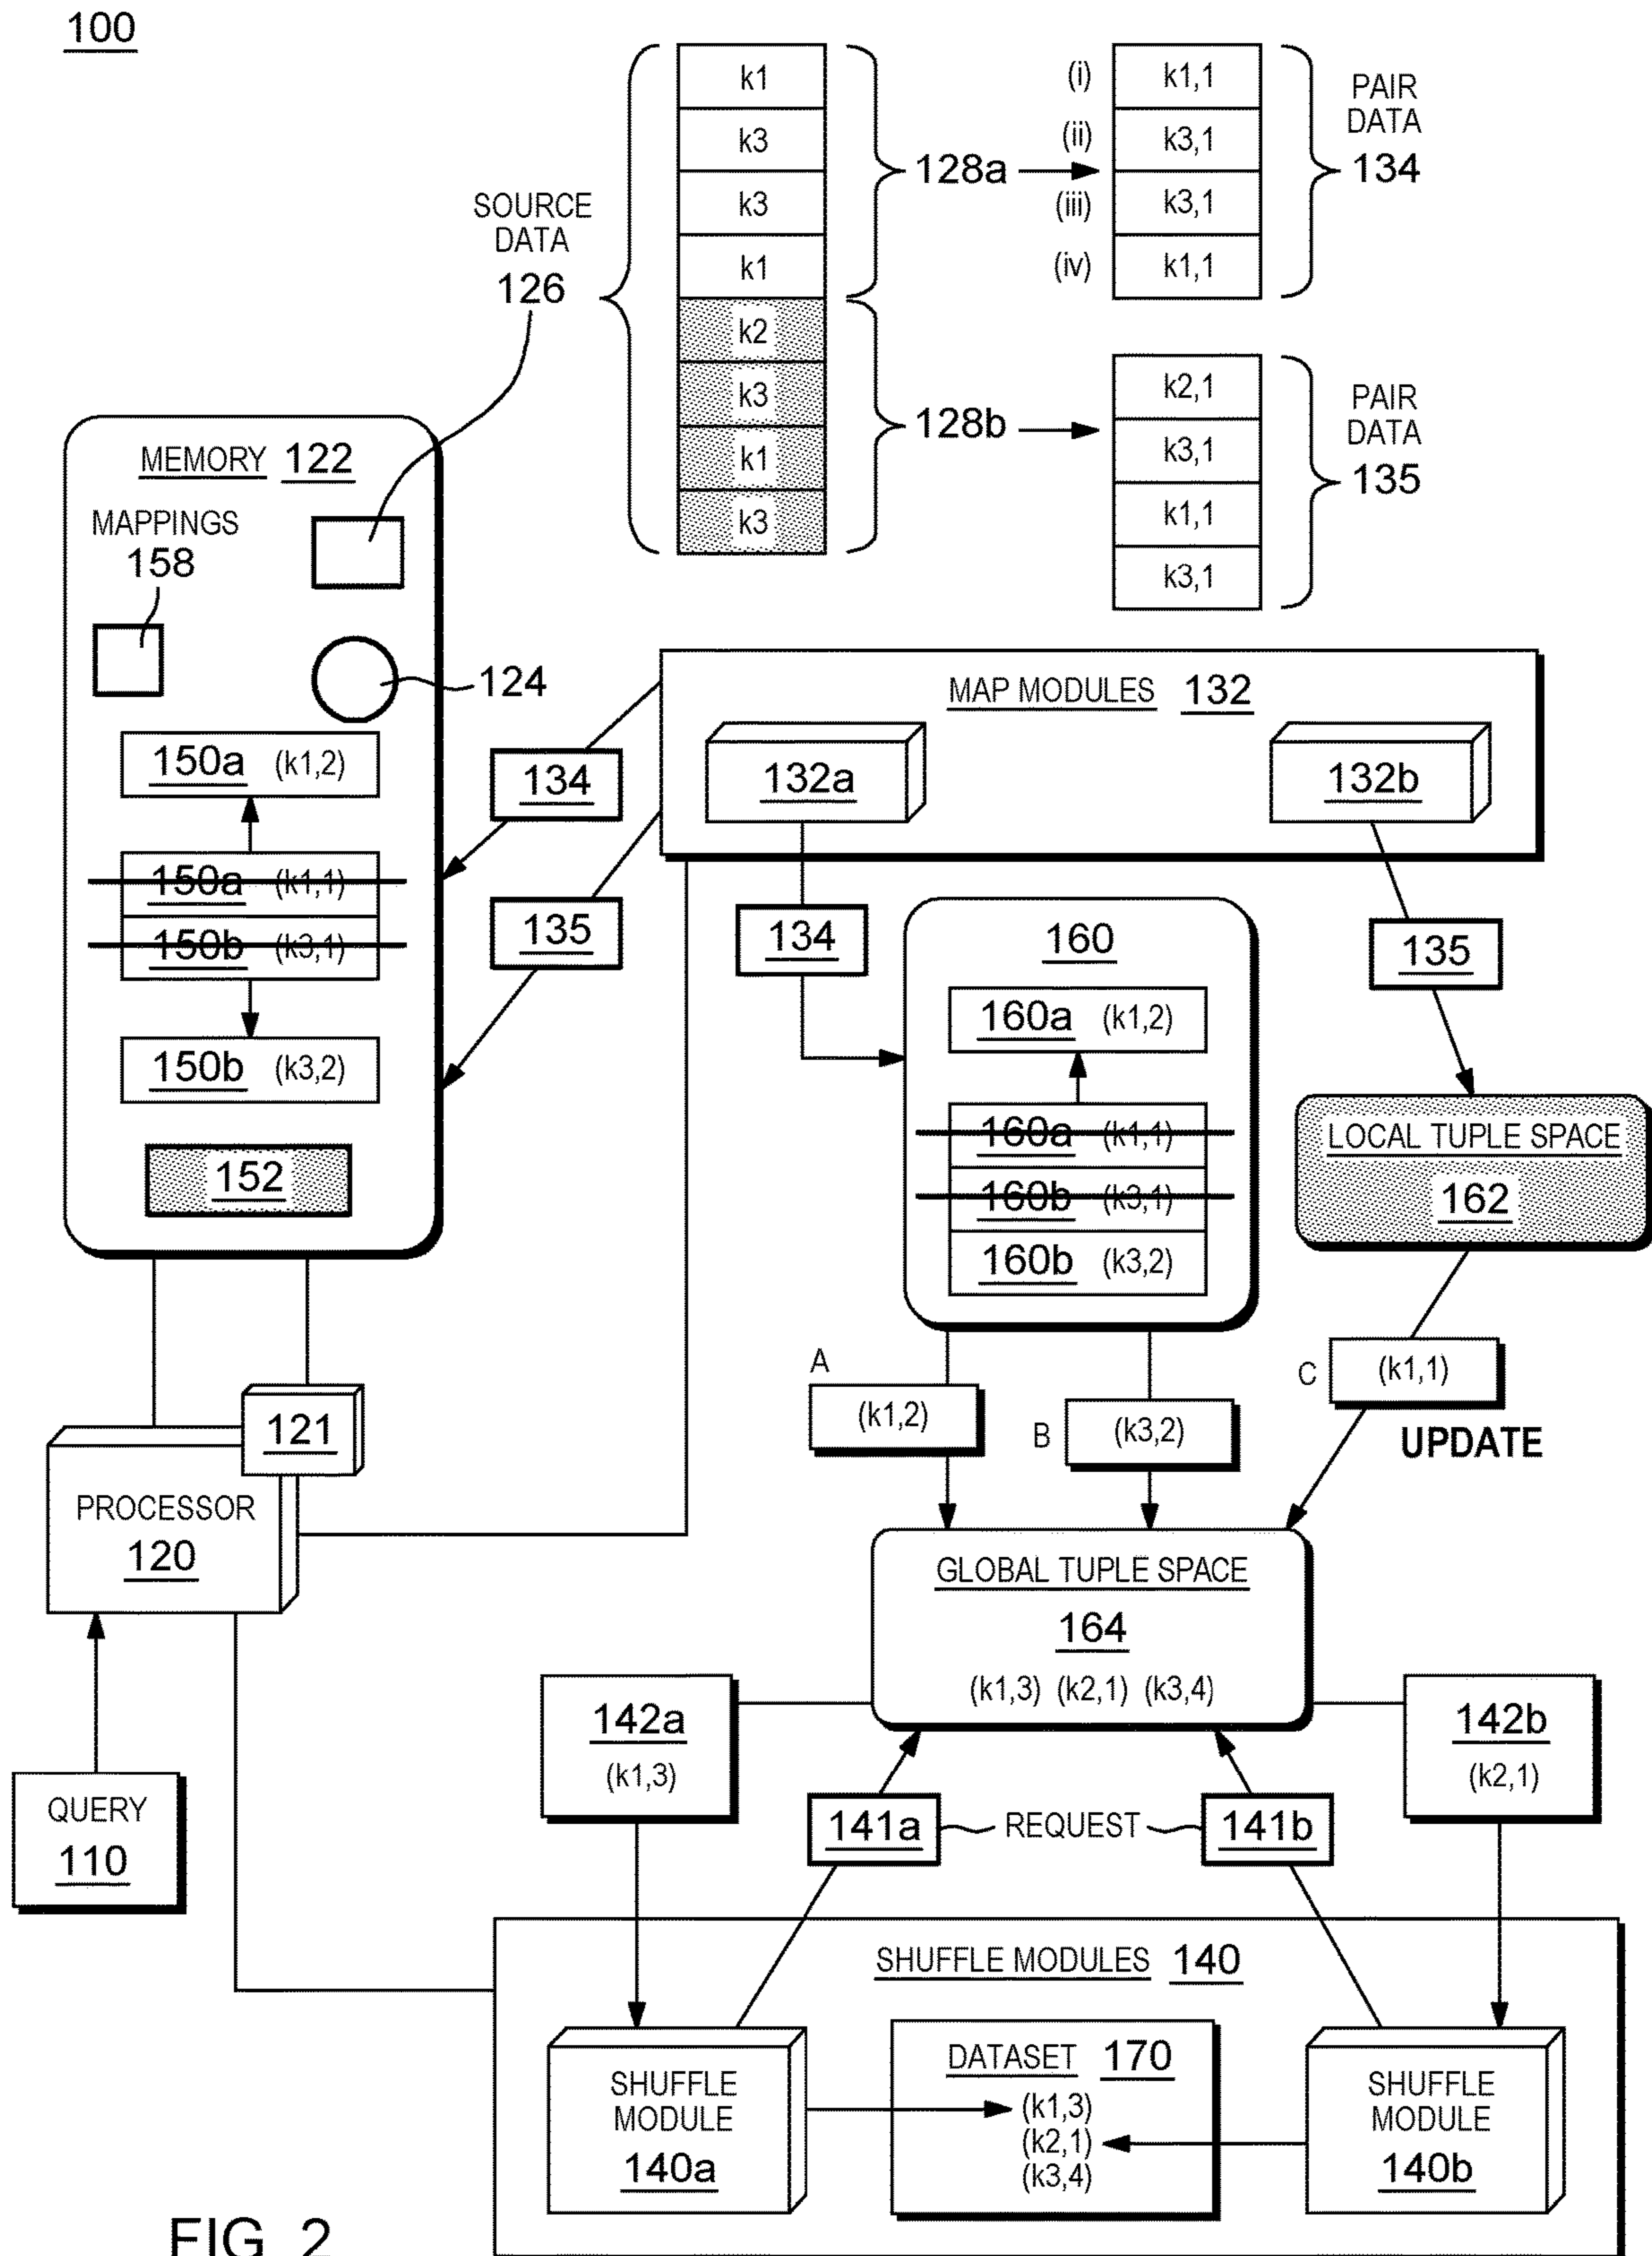 100
k1
k3
k3
k1
k2
k3
k1
k3
SOURCE
DATA
126
128a
128b
(i)
(ii)
(iii)
(iv)
k1,1
k3,1
k3,1
k1,1
PAIR
DATA
134
k2,1
k3,1
k1,1
k3,1
PAIR
DATA
135
MEMORY 122
MAPPINGS
158
124
150a (k1,2)
150a (k1,1)
150b (k3,1)
150b (k3,2)
152
134
135
MAP MODULES 132
132a
132b
134
135
160
160a (k1,2)
160a (k1,1)
160b (k3,1)
160b (k3,2)
LOCAL TUPLE SPACE
162
A
(k1,2)
B
(k3,2)
C
(k1,1)
UPDATE
121
PROCESSOR
120
GLOBAL TUPLE SPACE
164
(k1,3) (k2,1) (k3,4)
142a
(k1,3)
142b
(k2,1)
QUERY
110
141a
REQUEST
141b
SHUFFLE MODULES 140
SHUFFLE
MODULE
140a
DATASET 170
(k1,3)
(k2,1)
(k3,4)
SHUFFLE
MODULE
140b
FIG. 2